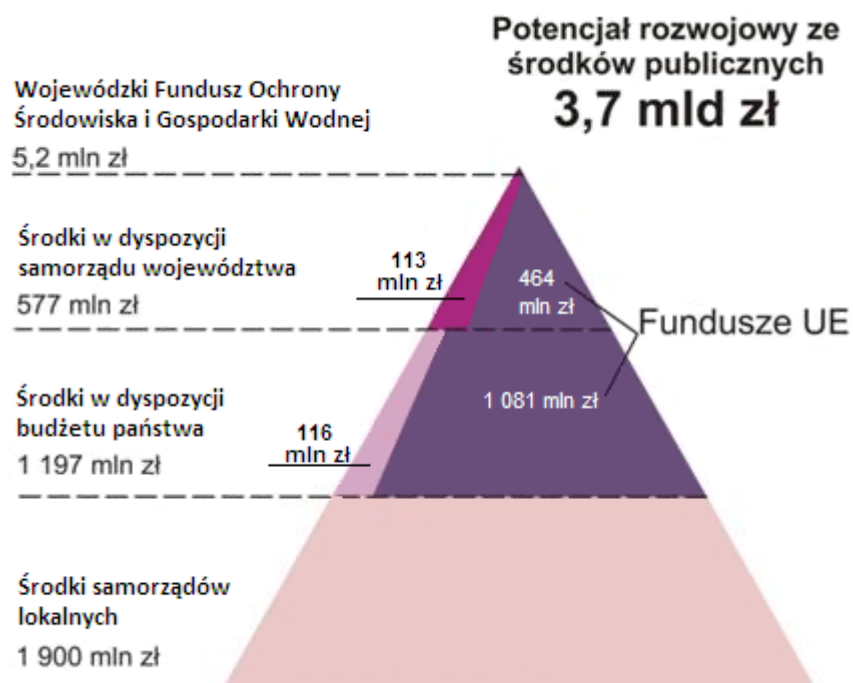 Potencjał rozwojowy ze
środków publicznych
3,7 mld zł
Wojewódzki Fundusz Ochrony
Środowiska i Gospodarki Wodnej
5,2 mln zł
Środki w dyspozycji
samorządu województwa
577 mln zł
113
mln zł
464
mln zł
Fundusze UE
Środki w dyspozycji
budżetu państwa
1 197 mln zł
116
mln zł
1 081 mln zł
Środki samorządów
lokalnych
1 900 mln zł